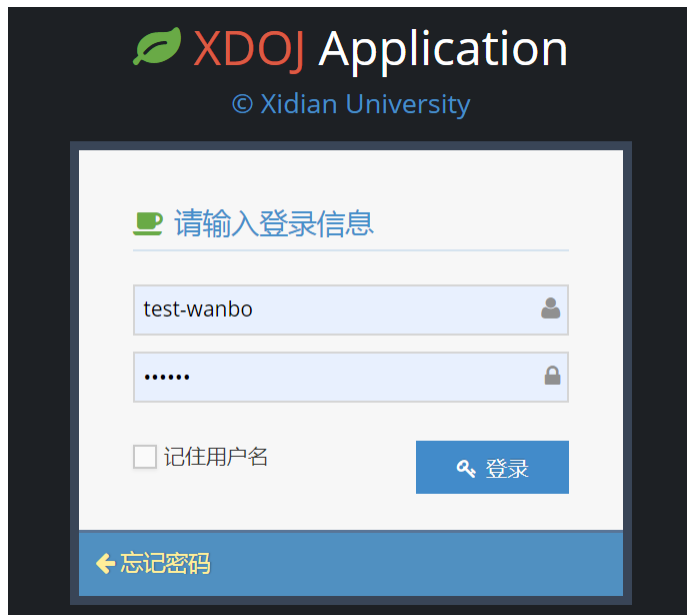 XDOJ Application
© Xidian University
请输入登录信息
test-wanbo
••••••
记住用户名
登录
忘记密码